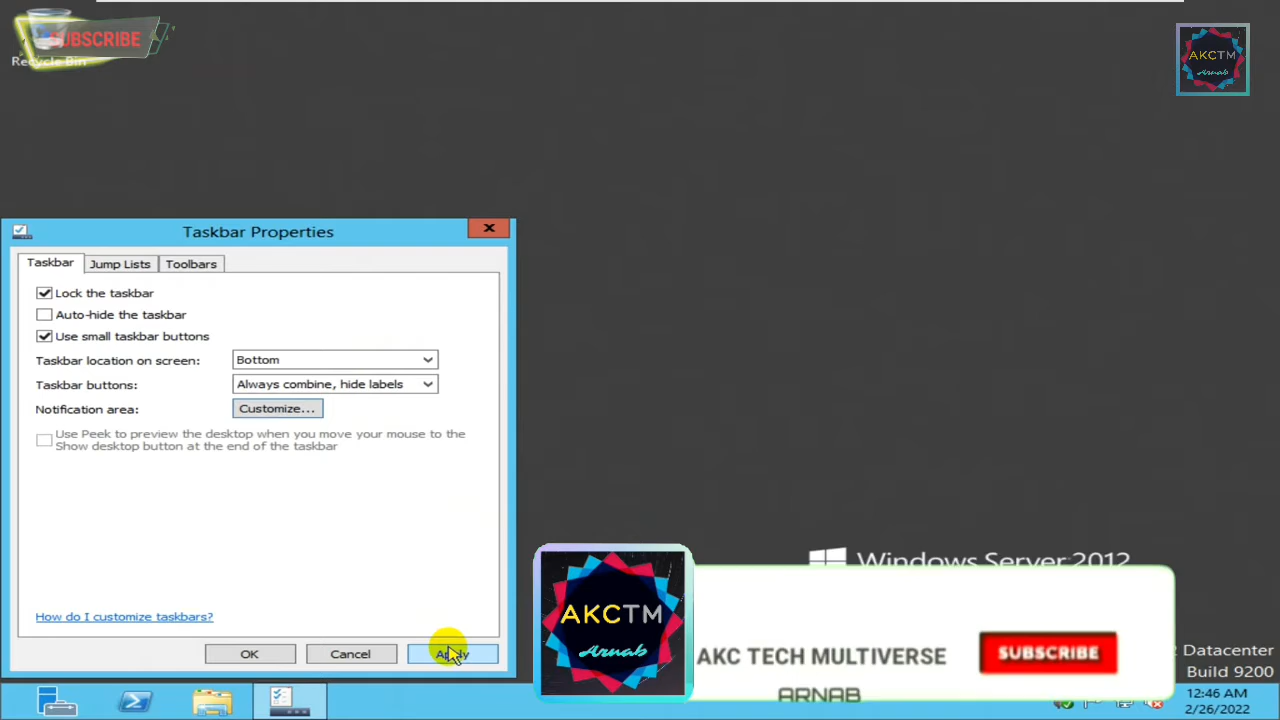 SUBSCRIBE
Recycle Bin
AKCTM
Arnab
Taskbar Properties
Taskbar
Jump Lists
Toolbars
Lock the taskbar
Auto-hide the taskbar
Use small taskbar buttons
Taskbar location on screen:
Bottom
Taskbar buttons:
Always combine, hide labels
Notification area:
Customize...
Use Peek to preview the desktop when you move your mouse to the
Show desktop button at the end of the taskbar
How do I customize taskbars?
OK
Cancel
Apply
Windows Server 2012
AKCTM
Arnab
AKC TECH MULTIVERSE
SUBSCRIBE
ARNAB
Datacenter
Build 9200
12:46 AM
2/26/2022